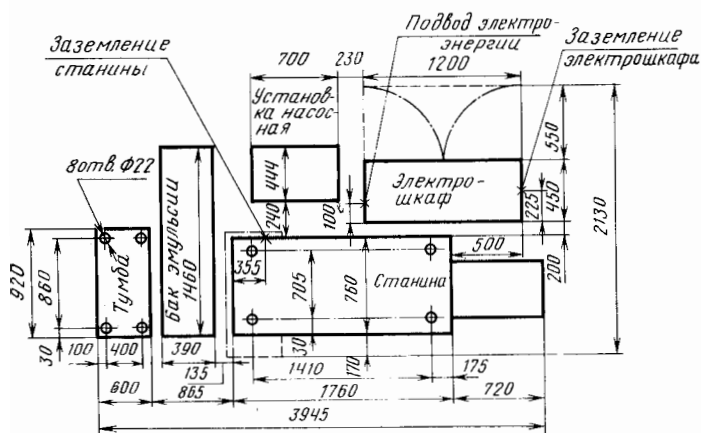 Подвод электро-
энергии
Заземление
станины
Заземление
электрошкафа
700
230
1200
Установ-
ка насос-
ная
550
8отв. Ф22
444
Электро-
шкаф
450
225
2130
240
100
Бак эмульсии
1460
500
200
920
860
Тумба
355
705
760
Станина
30
100
400
390
30
170
135
1410
175
600
865
1760
720
3945